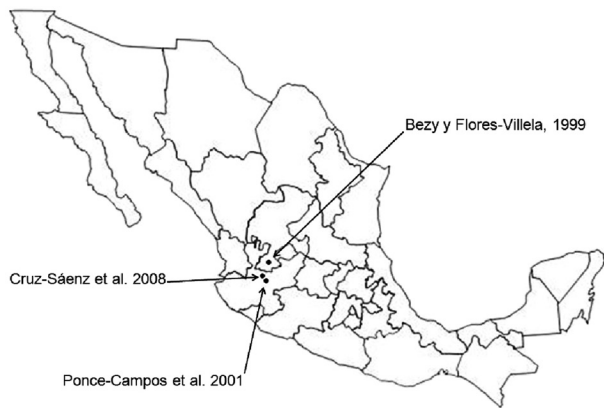 Bezy y Flores-Villela, 1999
Cruz-Sáenz et al. 2008
Ponce-Campos et al. 2001